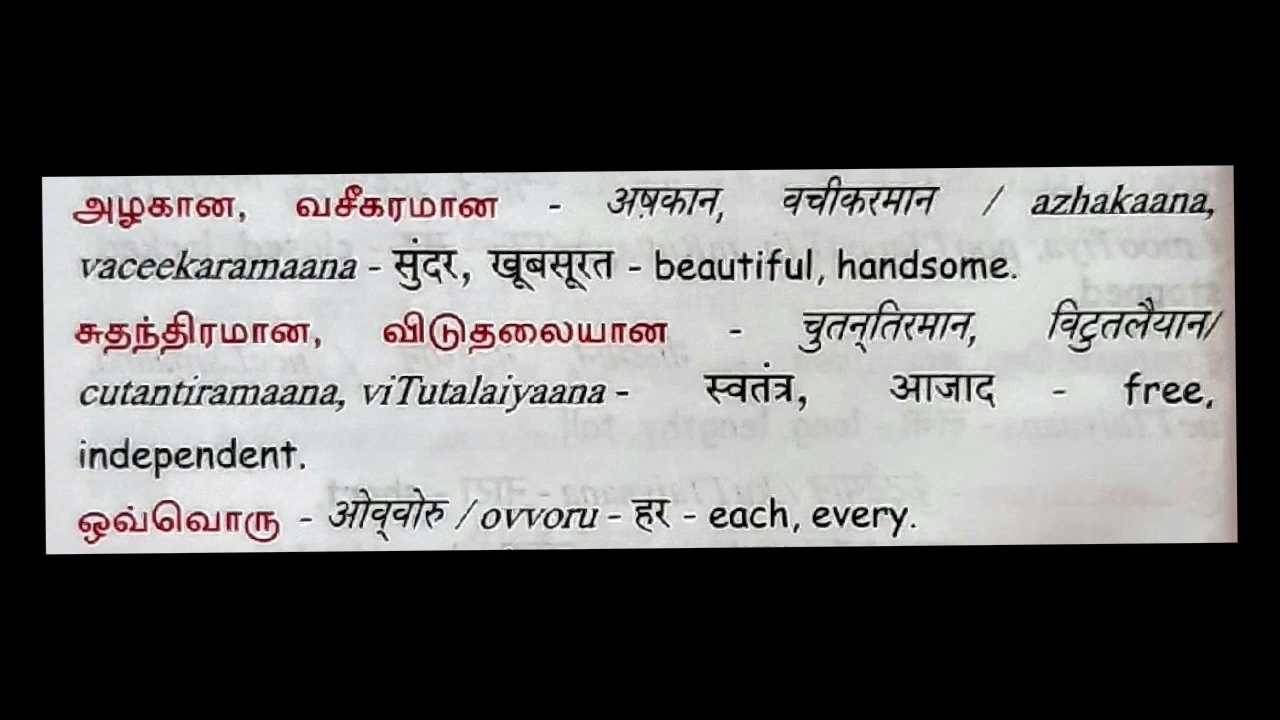 அழகான, வசீகரமான - अष़कान, वचीकरमान / azhakaana,
vaceekaramaana - सुंदर, खूबसूरत - beautiful, handsome.
சுதந்திரமான, விடுதலையான - चुतन्तिरमान, विटुतलैयान/
cutantiramaana, viTutalaiyaana - स्वतंत्र, आजाद - free,
independent.
ஒவ்வொரு - ओव्वोरु / ovvoru - हर - each, every.